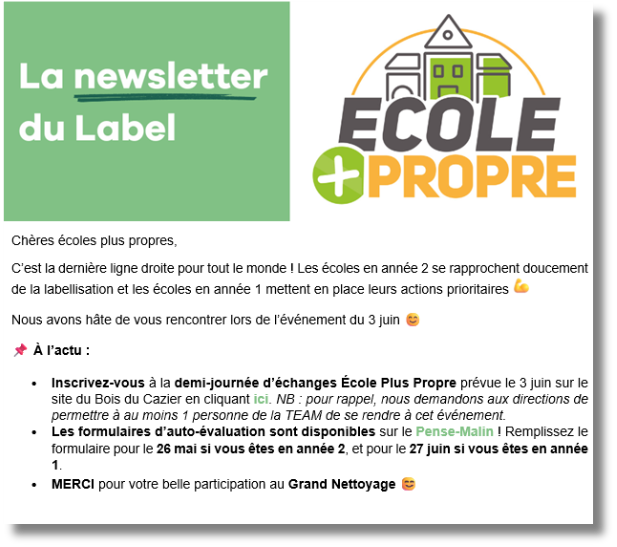 La newsletter
du Label
ECOLE
+PROPRE
Chères écoles plus propres,
C’est la dernière ligne droite pour tout le monde ! Les écoles en année 2 se rapprochent doucement
de la labellisation et les écoles en année 1 mettent en place leurs actions prioritaires 💪
Nous avons hâte de vous rencontrer lors de l’événement du 3 juin 😊
📌 À l’actu :
• Inscrivez-vous à la demi-journée d’échanges École Plus Propre prévue le 3 juin sur le
site du Bois du Cazier en cliquant ici. NB : pour rappel, nous demandons aux directions de
permettre à au moins 1 personne de la TEAM de se rendre à cet événement.
• Les formulaires d’auto-évaluation sont disponibles sur le Pense-Malin ! Remplissez le
formulaire pour le 26 mai si vous êtes en année 2, et pour le 27 juin si vous êtes en année
1.
• MERCI pour votre belle participation au Grand Nettoyage 😊